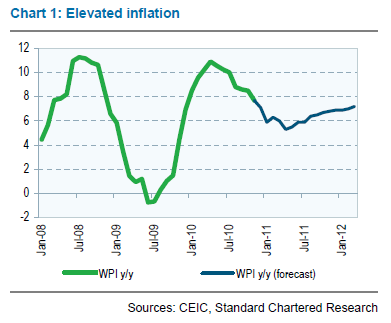 Chart 1: Elevated inflation
12
10
8
6
4
2
0
-2
Jan-08
Jul-08
Jan-09
Jul-09
Jan-10
Jul-10
Jan-11
Jul-11
Jan-12
WPI y/y
WPI y/y (forecast)
Sources: CEIC, Standard Chartered Research